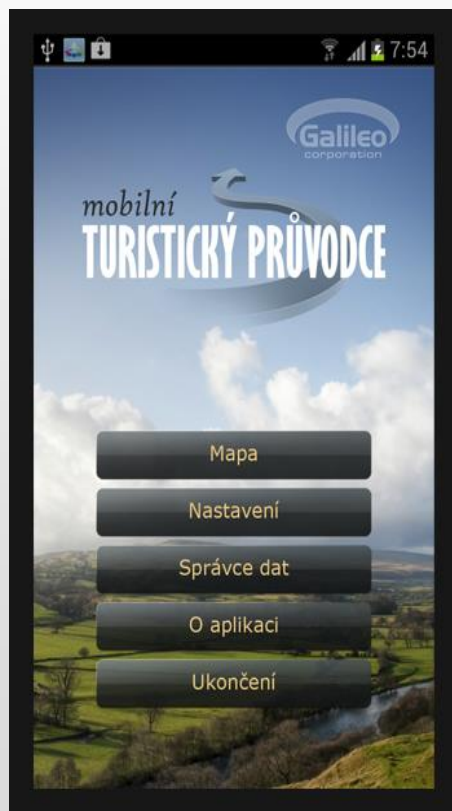 7:54
Galileo
corporation
mobilní
TURISTICKÝ PRŮVODCE
Mapa
Nastavení
Správce dat
O aplikaci
Ukončení